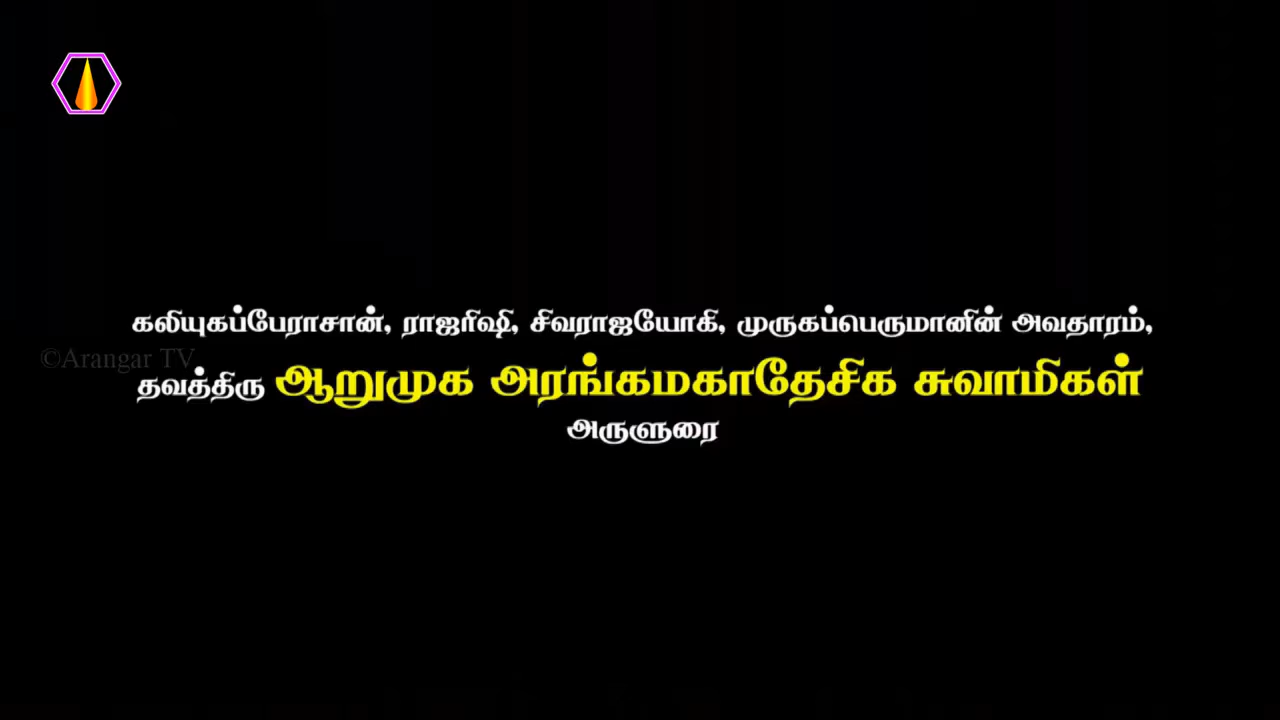 கலியுகப்பேராசான், ராஜரிஷி, சிவராஜயோகி, முருகப்பெருமானின் அவதாரம்,
©Arangar TV
தவத்திரு ஆறுமுக அரங்கமகாதேசிக சுவாமிகள்
அருளுரை